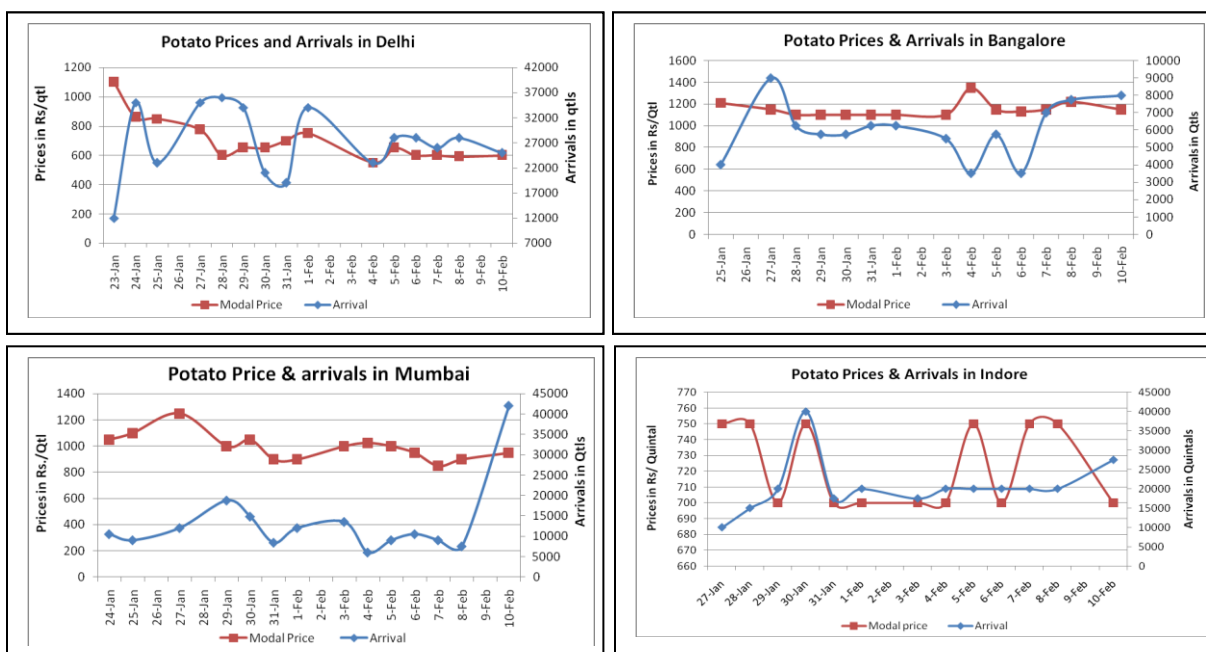 Potato Prices and Arrivals in Delhi
Prices in Rs/qtl
1200
1000
800
600
400
200
0
42000
37000
32000
27000
22000
17000
12000
7000
Arrivals in qtls
23-Jan
24-Jan
25-Jan
26-Jan
27-Jan
28-Jan
29-Jan
30-Jan
31-Jan
1-Feb
2-Feb
3-Feb
4-Feb
5-Feb
6-Feb
7-Feb
8-Feb
9-Feb
10-Feb
Modal Price Arrival
Potato Prices & Arrivals in Bangalore
Prices in Rs/Qtl
1600
1400
1200
1000
800
600
400
200
0
10000
9000
8000
7000
6000
5000
4000
3000
2000
1000
0
Arrivals in Qtls
25-Jan
26-Jan
27-Jan
28-Jan
29-Jan
30-Jan
31-Jan
1-Feb
2-Feb
3-Feb
4-Feb
5-Feb
6-Feb
7-Feb
8-Feb
9-Feb
10-Feb
Modal Price Arrival
Potato Price & arrivals in Mumbai
Prices in Rs./Qtl
1400
1200
1000
800
600
400
200
0
45000
40000
35000
30000
25000
20000
15000
10000
5000
0
Arrivals in Qtls
24-Jan
25-Jan
26-Jan
27-Jan
28-Jan
29-Jan
30-Jan
31-Jan
1-Feb
2-Feb
3-Feb
4-Feb
5-Feb
6-Feb
7-Feb
8-Feb
9-Feb
10-Feb
Modal Price Arrival
Potato Prices & Arrivals in Indore
Prices in Rs/ Quintal
770
760
750
740
730
720
710
700
690
680
670
660
45000
40000
35000
30000
25000
20000
15000
10000
5000
0
Arrivals in Quintals
27-Jan
28-Jan
29-Jan
30-Jan
31-Jan
1-Feb
2-Feb
3-Feb
4-Feb
5-Feb
6-Feb
7-Feb
8-Feb
9-Feb
10-Feb
Modal price Arrival